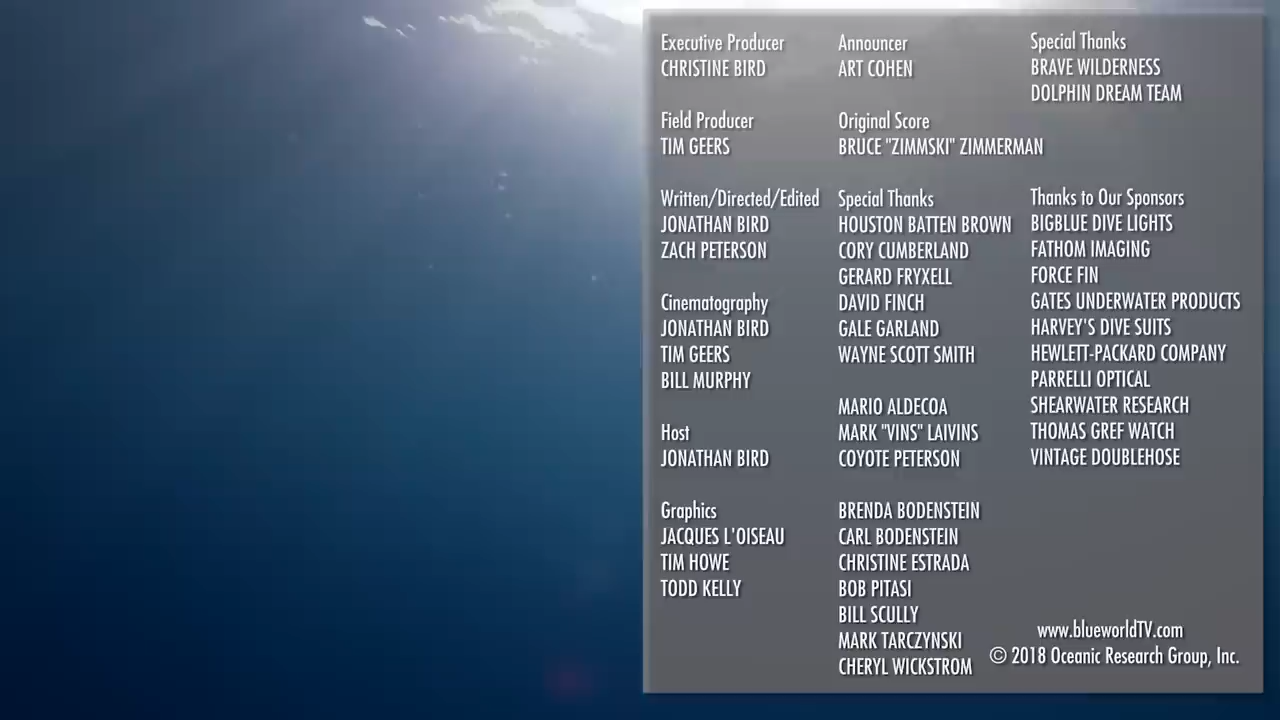 Executive Producer
CHRISTINE BIRD
Field Producer
TIM GEERS
Written/Directed/Edited
JONATHAN BIRD
ZACH PETERSON
Cinematography
JONATHAN BIRD
TIM GEERS
BILL MURPHY
Host
JONATHAN BIRD
Graphics
JACQUES L'OISEAU
TIM HOWE
TODD KELLY
Announcer
ART COHEN
Original Score
BRUCE "ZIMMSKI" ZIMMERMAN
Special Thanks
HOUSTON BATTEN BROWN
CORY CUMBERLAND
GERARD FRYXELL
DAVID FINCH
GALE GARLAND
WAYNE SCOTT SMITH
MARIO ALDECOA
MARK "VINS" LAIVINS
COYOTE PETERSON
BRENDA BODENSTEIN
CARL BODENSTEIN
CHRISTINE ESTRADA
BOB PITASI
BILL SCULLY
MARK TARCZYNSKI
CHERYL WICKSTROM
Special Thanks
BRAVE WILDERNESS
DOLPHIN DREAM TEAM
Thanks to Our Sponsors
BIGBLUE DIVE LIGHTS
FATHOM IMAGING
FORCE FIN
GATES UNDERWATER PRODUCTS
HARVEY'S DIVE SUITS
HEWLETT-PACKARD COMPANY
PARRELLI OPTICAL
SHEARWATER RESEARCH
THOMAS GREF WATCH
VINTAGE DOUBLEHOSE
www.blueworldTV.com
© 2018 Oceanic Research Group, Inc.